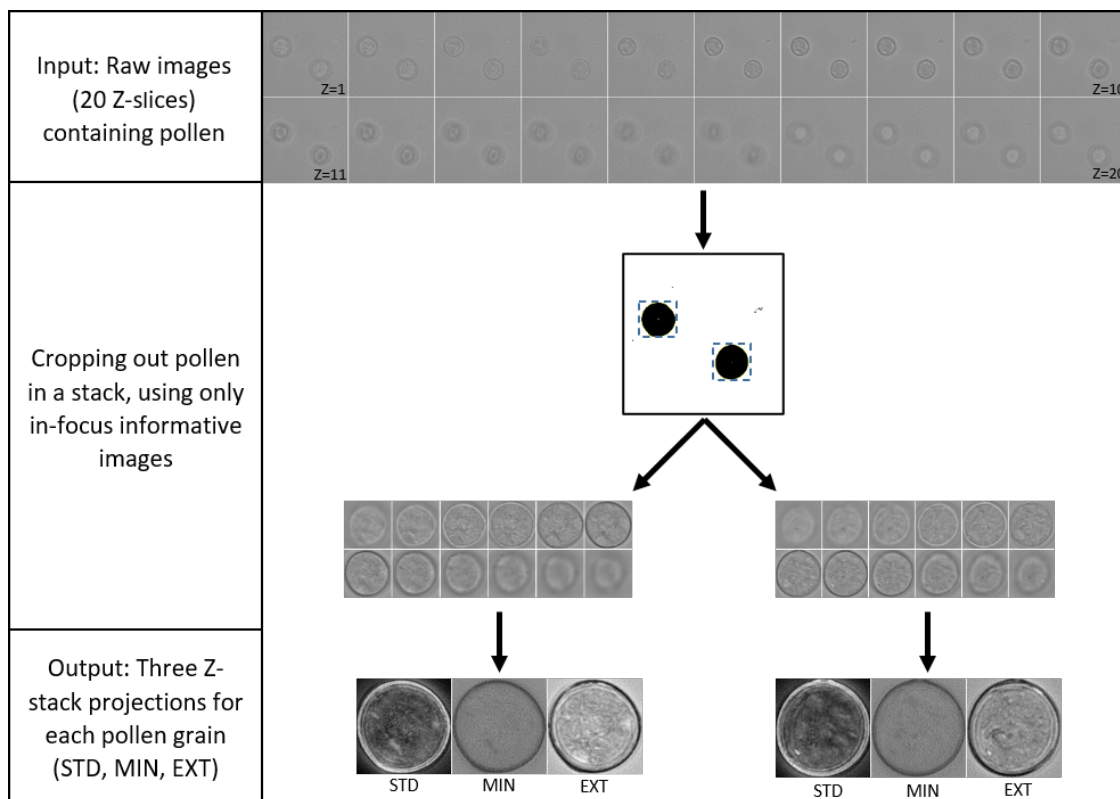 Input: Raw images
(20 Z-slices)
containing pollen
Z=1
Z=10
Z=11
Z=20
Cropping out pollen
in a stack, using only
in-focus informative
images
Output: Three Z-
stack projections for
each pollen grain
(STD, MIN, EXT)
STD MIN EXT
STD MIN EXT